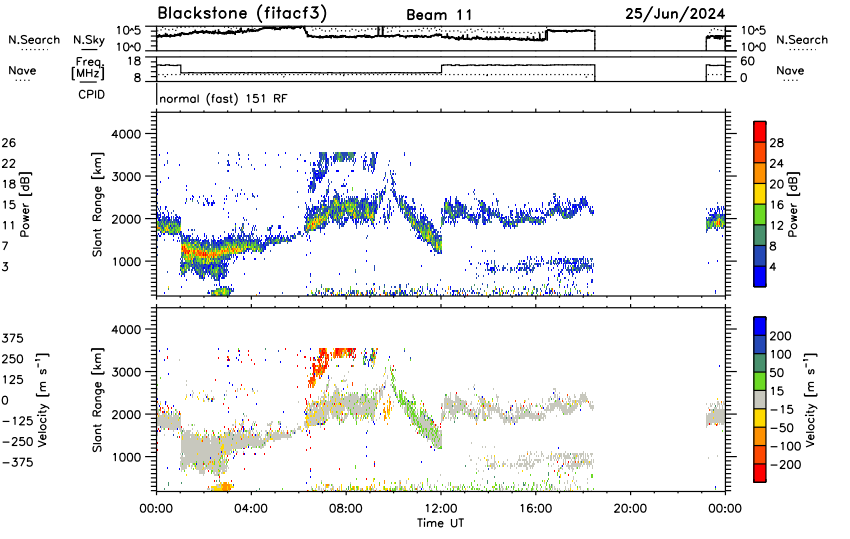 Blackstone (fitacf3) Beam 11 25/Jun/2024
N.Search N.Sky 10^5 10^0 10^5 10^0 N.Search
Nave Freq. [MHz] 18 8 60 0 Nave
CPID normal (fast) 151 RF
26 22 18 15 11 7 3
Power [dB]
Slant Range [km]
4000 3000 2000 1000
28 24 20 16 12 8 4
Power [dB]
375 250 125 0 −125 −250 −375
Velocity [m s⁻¹]
Slant Range [km]
4000 3000 2000 1000
200 100 50 15 −15 −50 −100 −200
Velocity [m s⁻¹]
00:00 04:00 08:00 12:00 16:00 20:00 00:00
Time UT